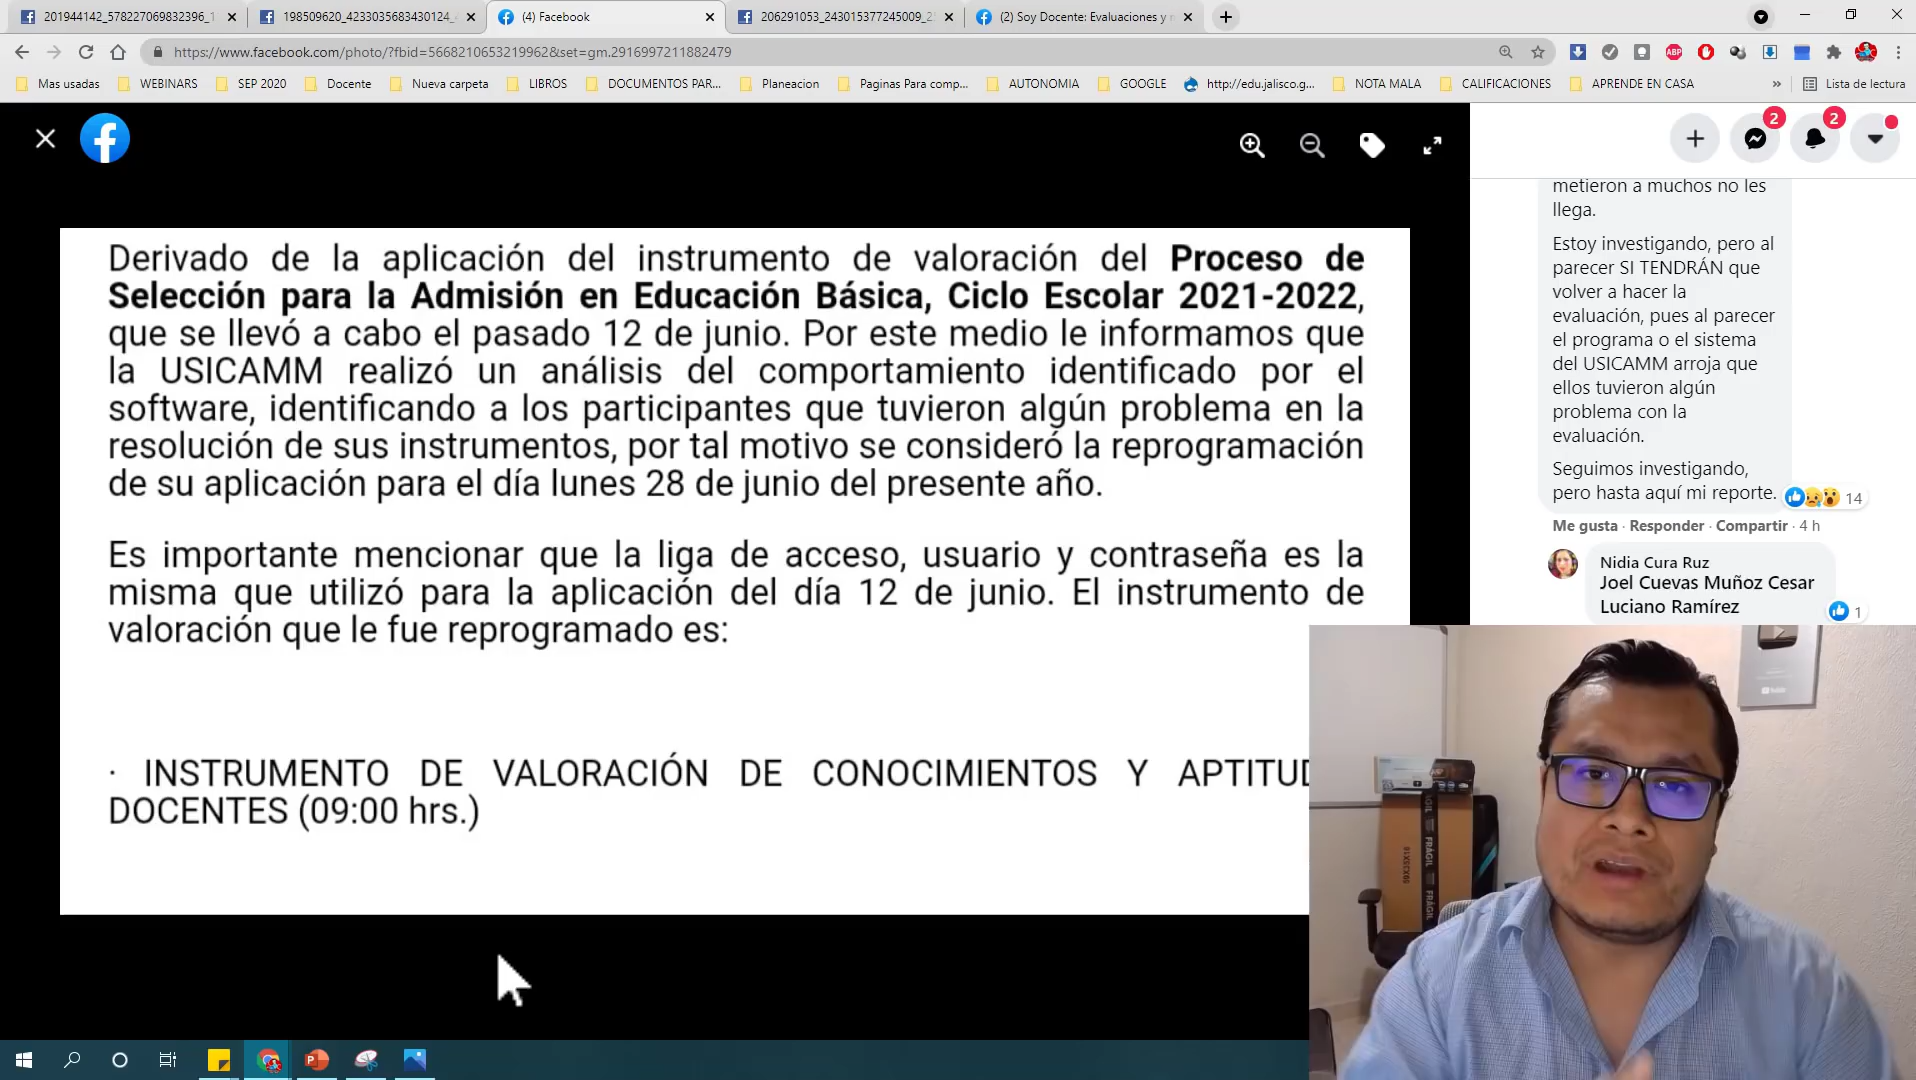 201944142_578227069832396_1
198509620_4233035683430124_
(4) Facebook
206291053_243015377245009_2
(2) Soy Docente: Evaluaciones y
https://www.facebook.com/photo/?fbid=5668210653219962&set=gm.2916997211882479
ABP
Mas usadas
WEBINARS
SEP 2020
Docente
Nueva carpeta
LIBROS
DOCUMENTOS PAR...
Planeacion
Paginas Para comp...
AUTONOMIA
GOOGLE
http://edu.jalisco.g...
NOTA MALA
CALIFICACIONES
APRENDE EN CASA
»
Lista de lectura
2
2
Derivado de la aplicación del instrumento de valoración del Proceso de
Selección para la Admisión en Educación Básica, Ciclo Escolar 2021-2022,
que se llevó a cabo el pasado 12 de junio. Por este medio le informamos que
la USICAMM realizó un análisis del comportamiento identificado por el
software, identificando a los participantes que tuvieron algún problema en la
resolución de sus instrumentos, por tal motivo se consideró la reprogramación
de su aplicación para el día lunes 28 de junio del presente año.
Es importante mencionar que la liga de acceso, usuario y contraseña es la
misma que utilizó para la aplicación del día 12 de junio. El instrumento de
valoración que le fue reprogramado es:
· INSTRUMENTO DE VALORACIÓN DE CONOCIMIENTOS Y APTITUD
DOCENTES (09:00 hrs.)
metieron a muchos no les
llega.
Estoy investigando, pero al
parecer SI TENDRÁN que
volver a hacer la
evaluación, pues al parecer
el programa o el sistema
del USICAMM arroja que
ellos tuvieron algún
problema con la
evaluación.
Seguimos investigando,
pero hasta aquí mi reporte.
14
Me gusta · Responder · Compartir · 4 h
Nidia Cura Ruz
Joel Cuevas Muñoz Cesar
Luciano Ramírez
1
FRÁGIL
FRÁGIL